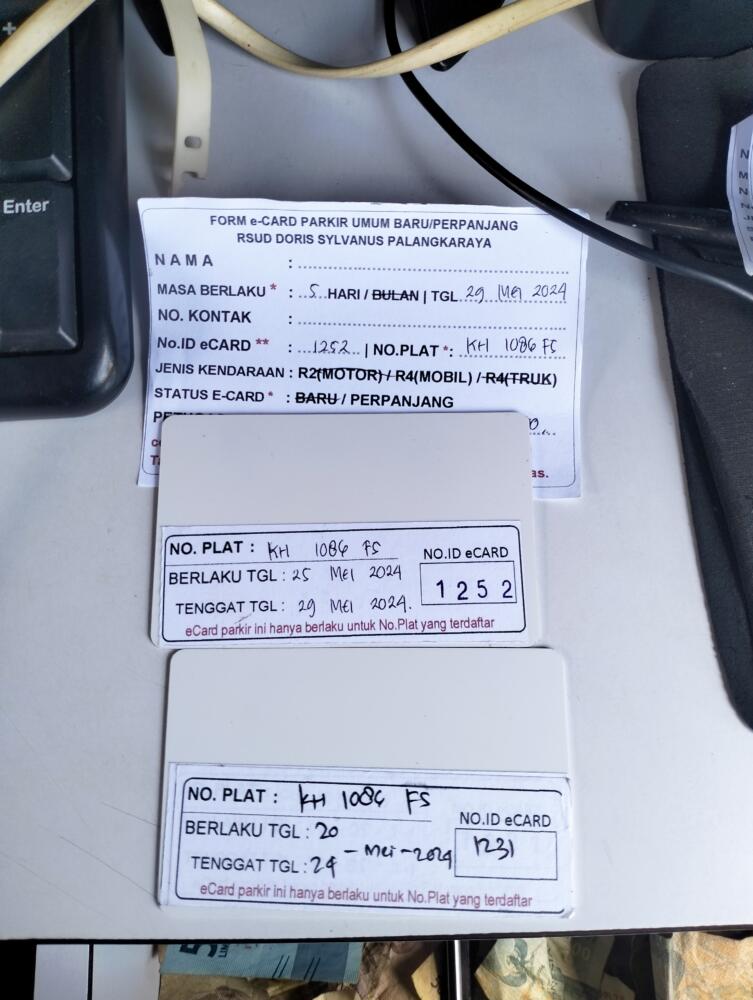 Enter
FORM e-CARD PARKIR UMUM BARU/PERPANJANG
RSUD DORIS SYLVANUS PALANGKARAYA
NAMA :
MASA BERLAKU * : 5 HARI / BULAN | TGL 29 MEI 2024
NO. KONTAK :
No.ID eCARD ** : 1252 | NO.PLAT *: KH 1086 FS
JENIS KENDARAAN : R2(MOTOR) / R4(MOBIL) / R4(TRUK)
STATUS E-CARD * : BARU / PERPANJANG
NO. PLAT : KH 1086 FS
BERLAKU TGL : 25 MEI 2024
TENGGAT TGL : 29 MEI 2024.
NO.ID eCARD
1252
eCard parkir ini hanya berlaku untuk No.Plat yang terdaftar
NO. PLAT : KH 1086 FS
BERLAKU TGL : 20
TENGGAT TGL : 24 - Mei - 2024
NO.ID eCARD
1231
eCard parkir ini hanya berlaku untuk No.Plat yang terdaftar